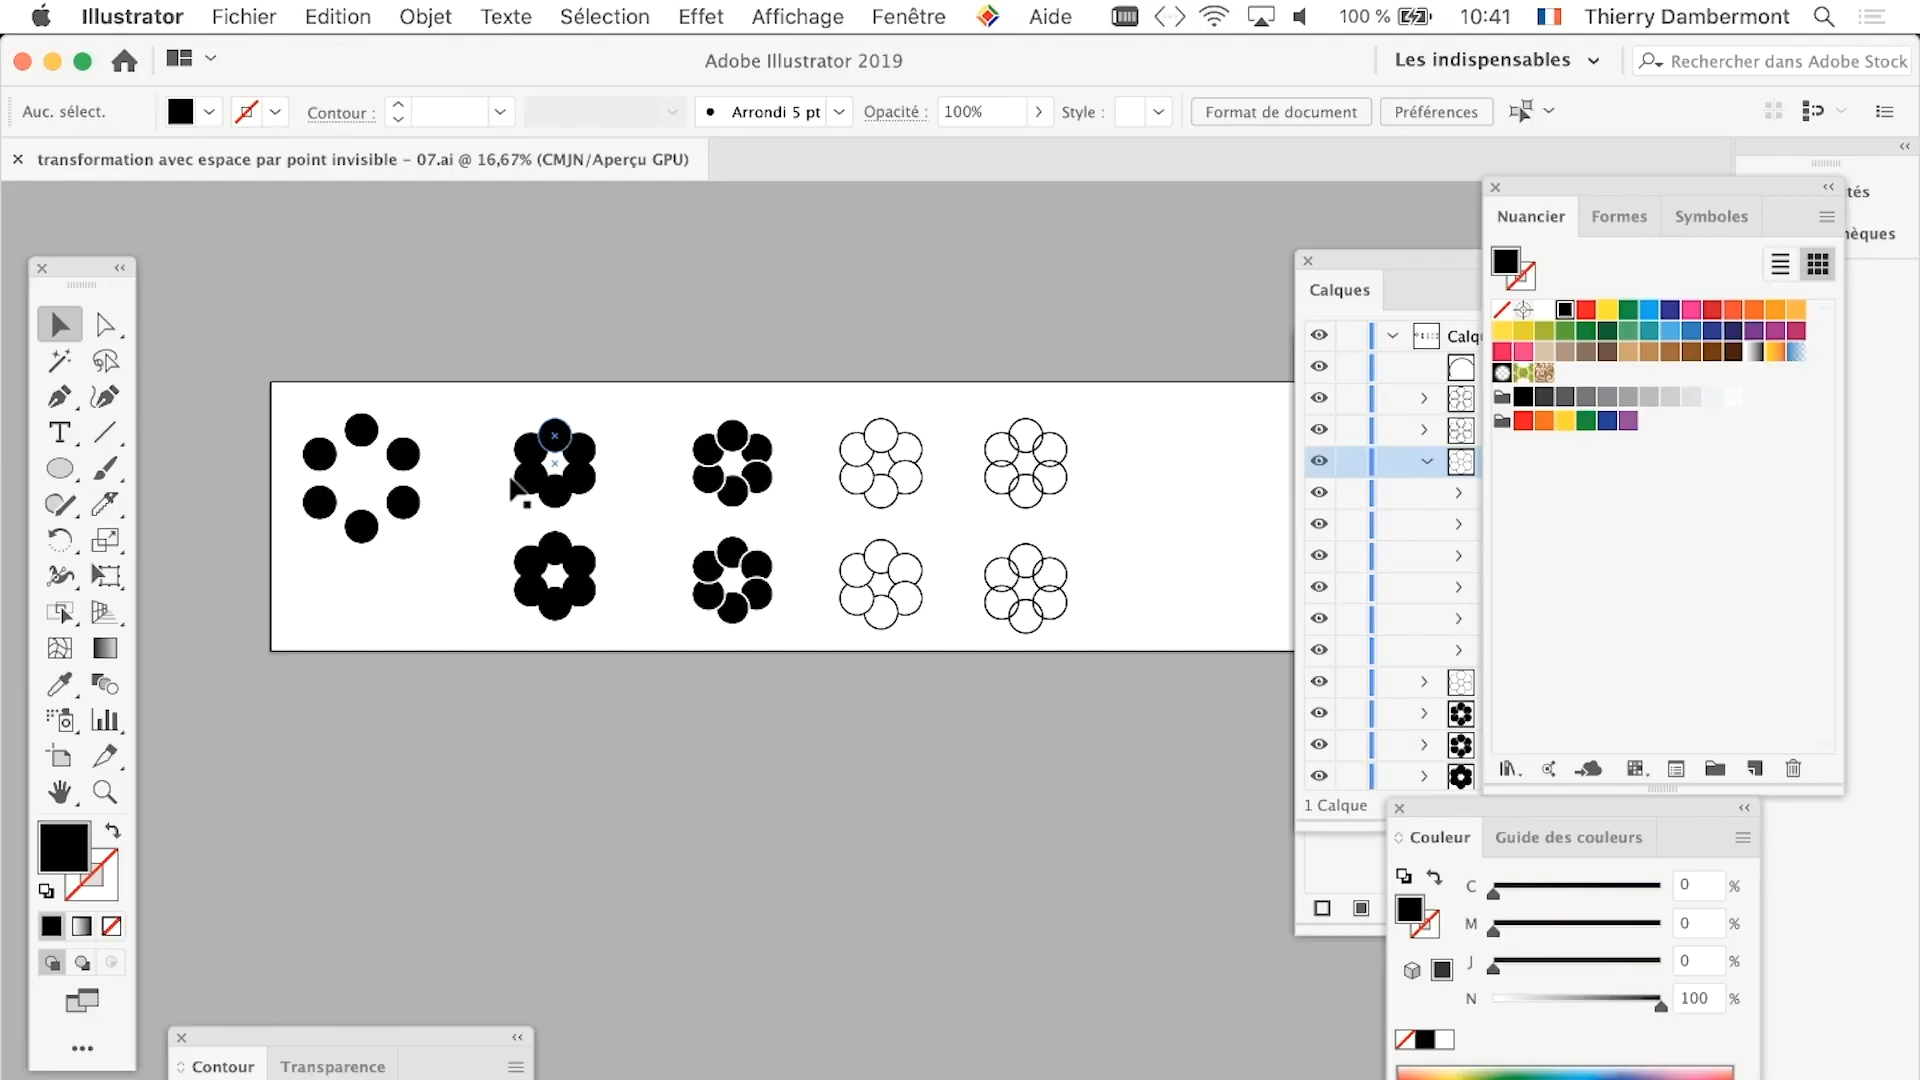 Illustrator Fichier Edition Objet Texte Sélection Effet Affichage Fenêtre Aide 100 % 10:41 Thierry Dambermont
Adobe Illustrator 2019 Les indispensables Rechercher dans Adobe Stock
Auc. sélect. Contour : Arrondi 5 pt Opacité : 100% Style : Format de document Préférences
transformation avec espace par point invisible – 07.ai @ 16,67% (CMJN/Aperçu GPU)
tés
Nuancier Formes Symboles
hèques
Calques
Calq
1 Calque
Couleur Guide des couleurs
C 0 %
M 0 %
J 0 %
N 100 %
Contour Transparence